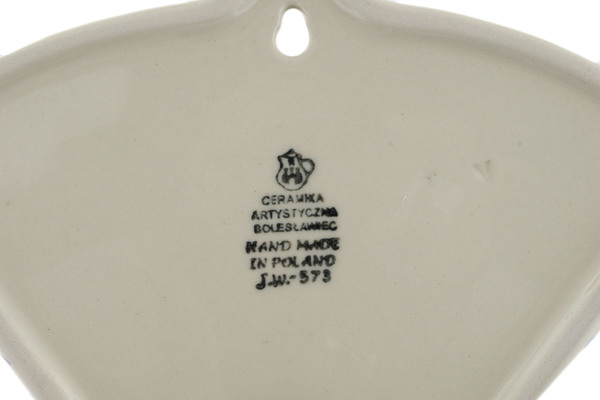 CERAMIKA
ARTYSTYCZNA
BOLESŁAWIEC
HAND MADE
IN POLAND
J.W.-573